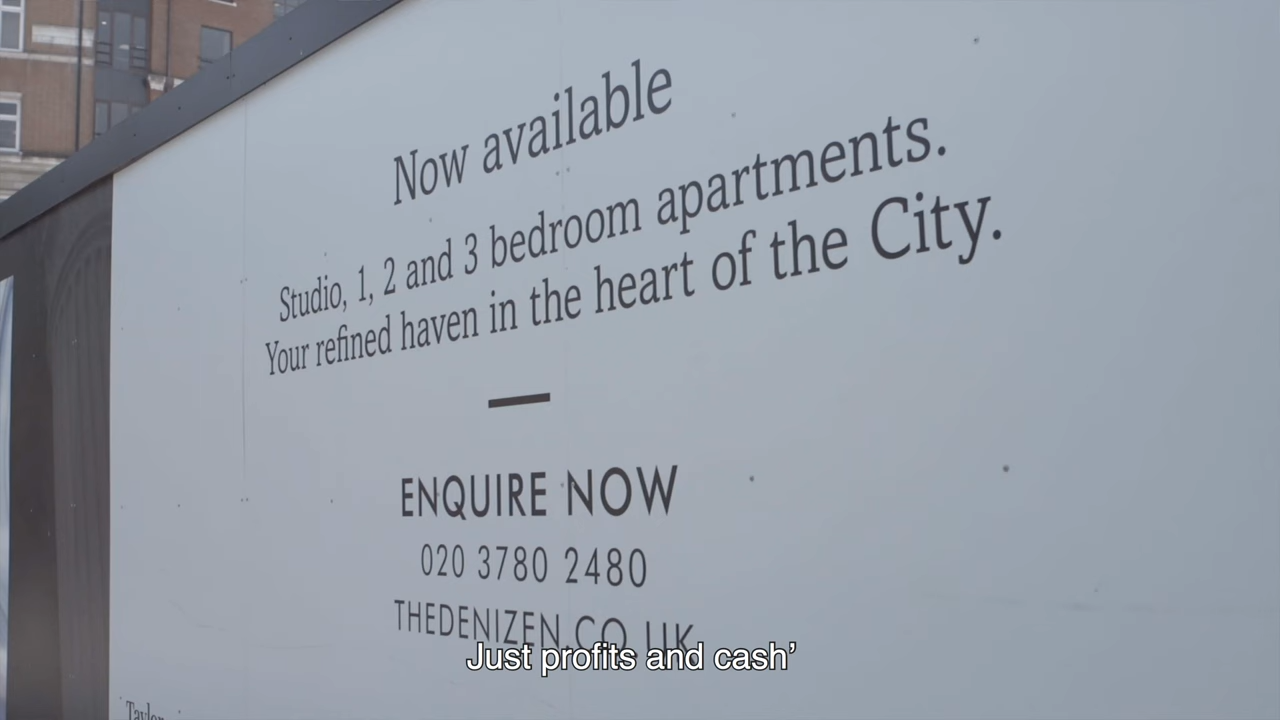 Now available
Studio, 1, 2 and 3 bedroom apartments.
Your refined haven in the heart of the City.
ENQUIRE NOW
020 3780 2480
THEDENIZEN.CO.UK
Just profits and cash’